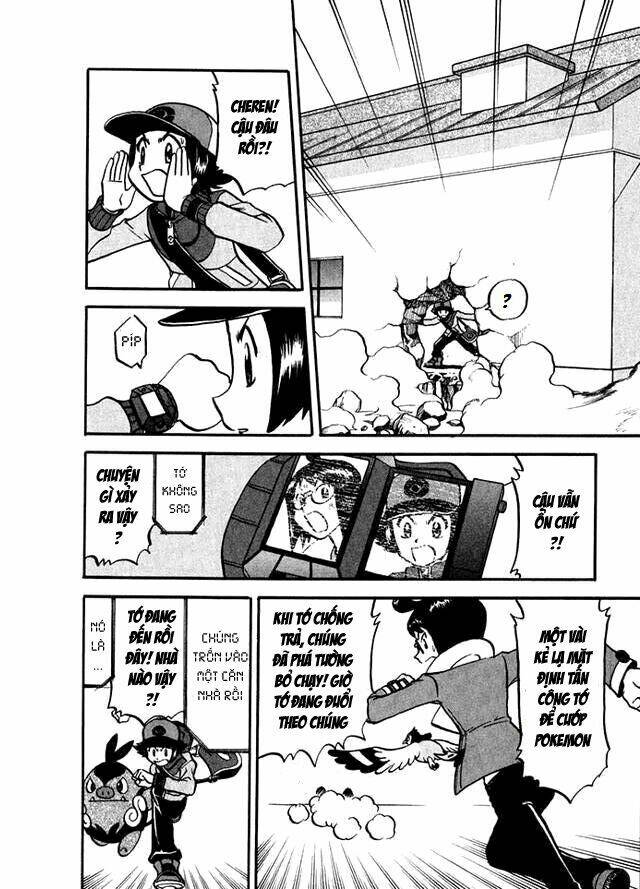 ?
CHEREN!
CẬU ĐÂU
RỒI?!
PÍP
CẬU VẪN
ỔN CHỨ
?!
TỚ
KHÔNG
SAO
CHUYỆN
GÌ XẢY
RA VẬY
?
MỘT VÀI
KẺ LẠ MẶT
ĐỊNH TẤN
CÔNG TỚ
ĐỂ CƯỚP
POKEMON
KHI TỚ CHỐNG
TRẢ, CHÚNG
ĐÃ PHÁ TƯỜNG
BỎ CHẠY! GIỜ
TỚ ĐANG ĐUỔI
THEO CHÚNG
CHÚNG
TRỐN VÀO
MỘT CĂN
NHÀ RỒI
TỚ ĐANG
ĐẾN RỒI
ĐÂY! NHÀ
NÀO VẬY
?!
NÓ
LÀ
...